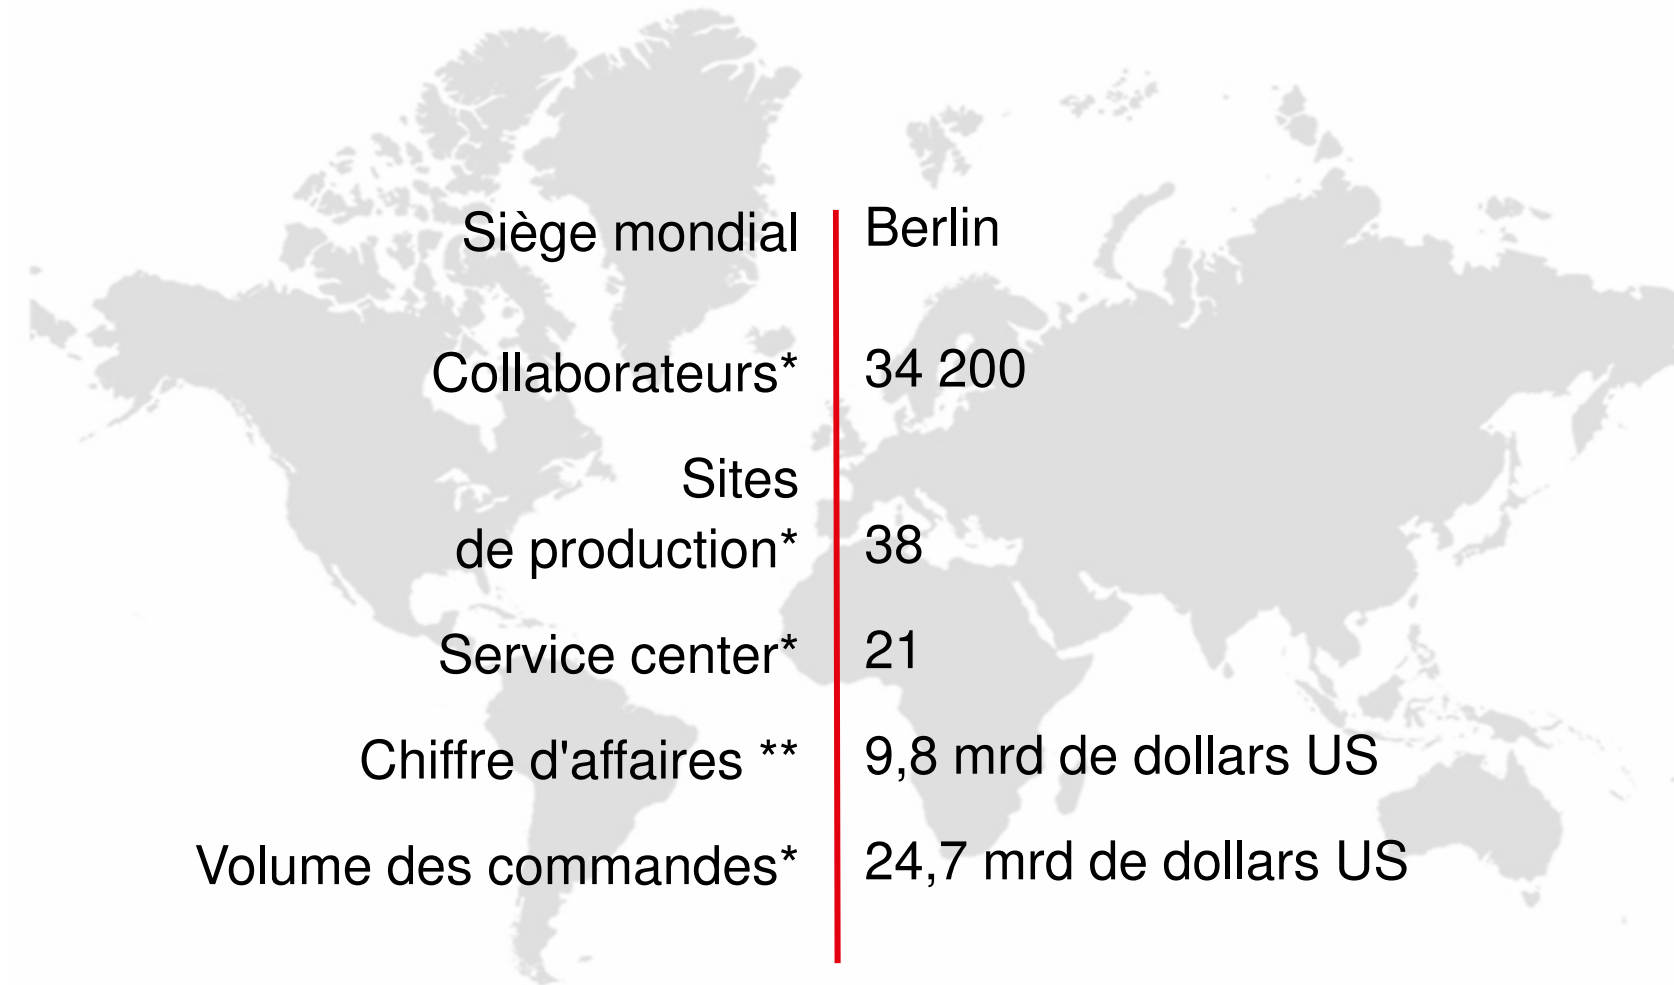 Siège mondial
Berlin
Collaborateurs*
34 200
Sites
de production*
38
Service center*
21
Chiffre d'affaires **
9,8 mrd de dollars US
Volume des commandes*
24,7 mrd de dollars US